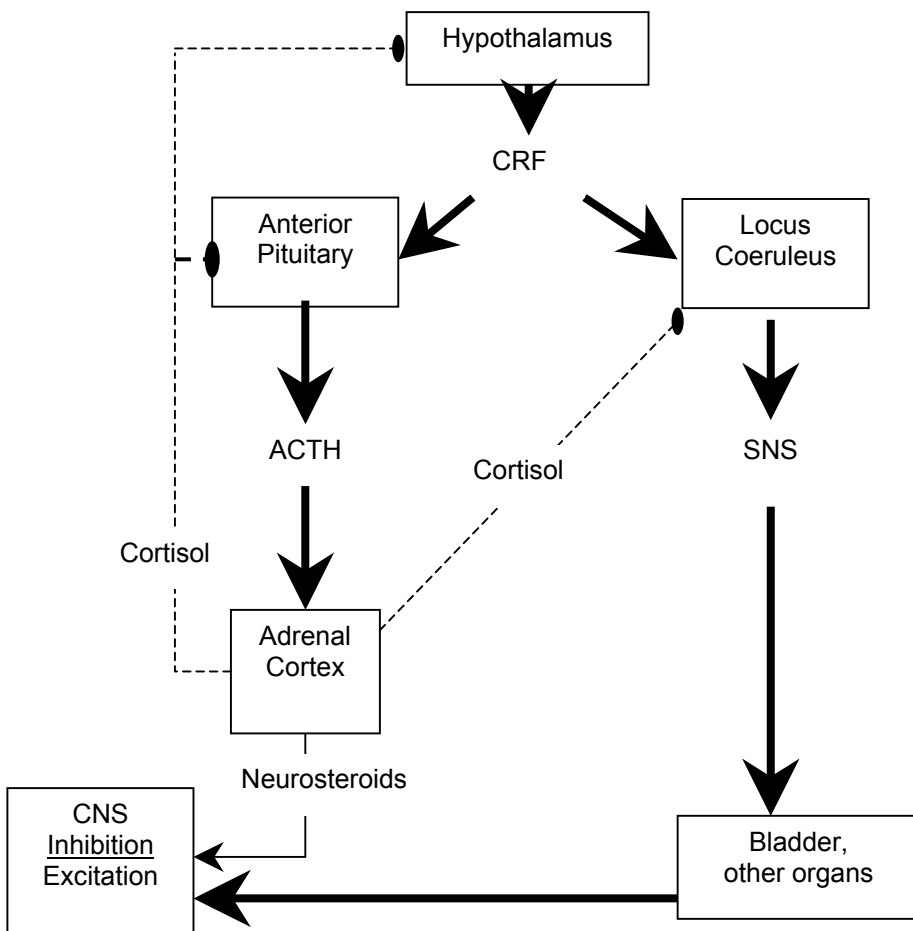 Hypothalamus
CRF
Anterior
Pituitary
Locus
Coeruleus
ACTH
Cortisol
SNS
Cortisol
Adrenal
Cortex
Neurosteroids
CNS
Inhibition
Excitation
Bladder,
other organs